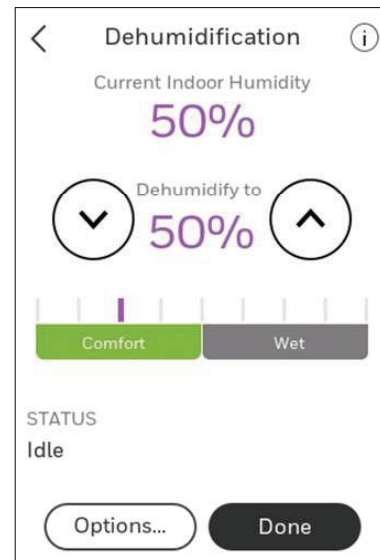 Dehumidification
Current Indoor Humidity
50%
Dehumidify to
50%
Comfort Wet
STATUS
Idle
Options... Done